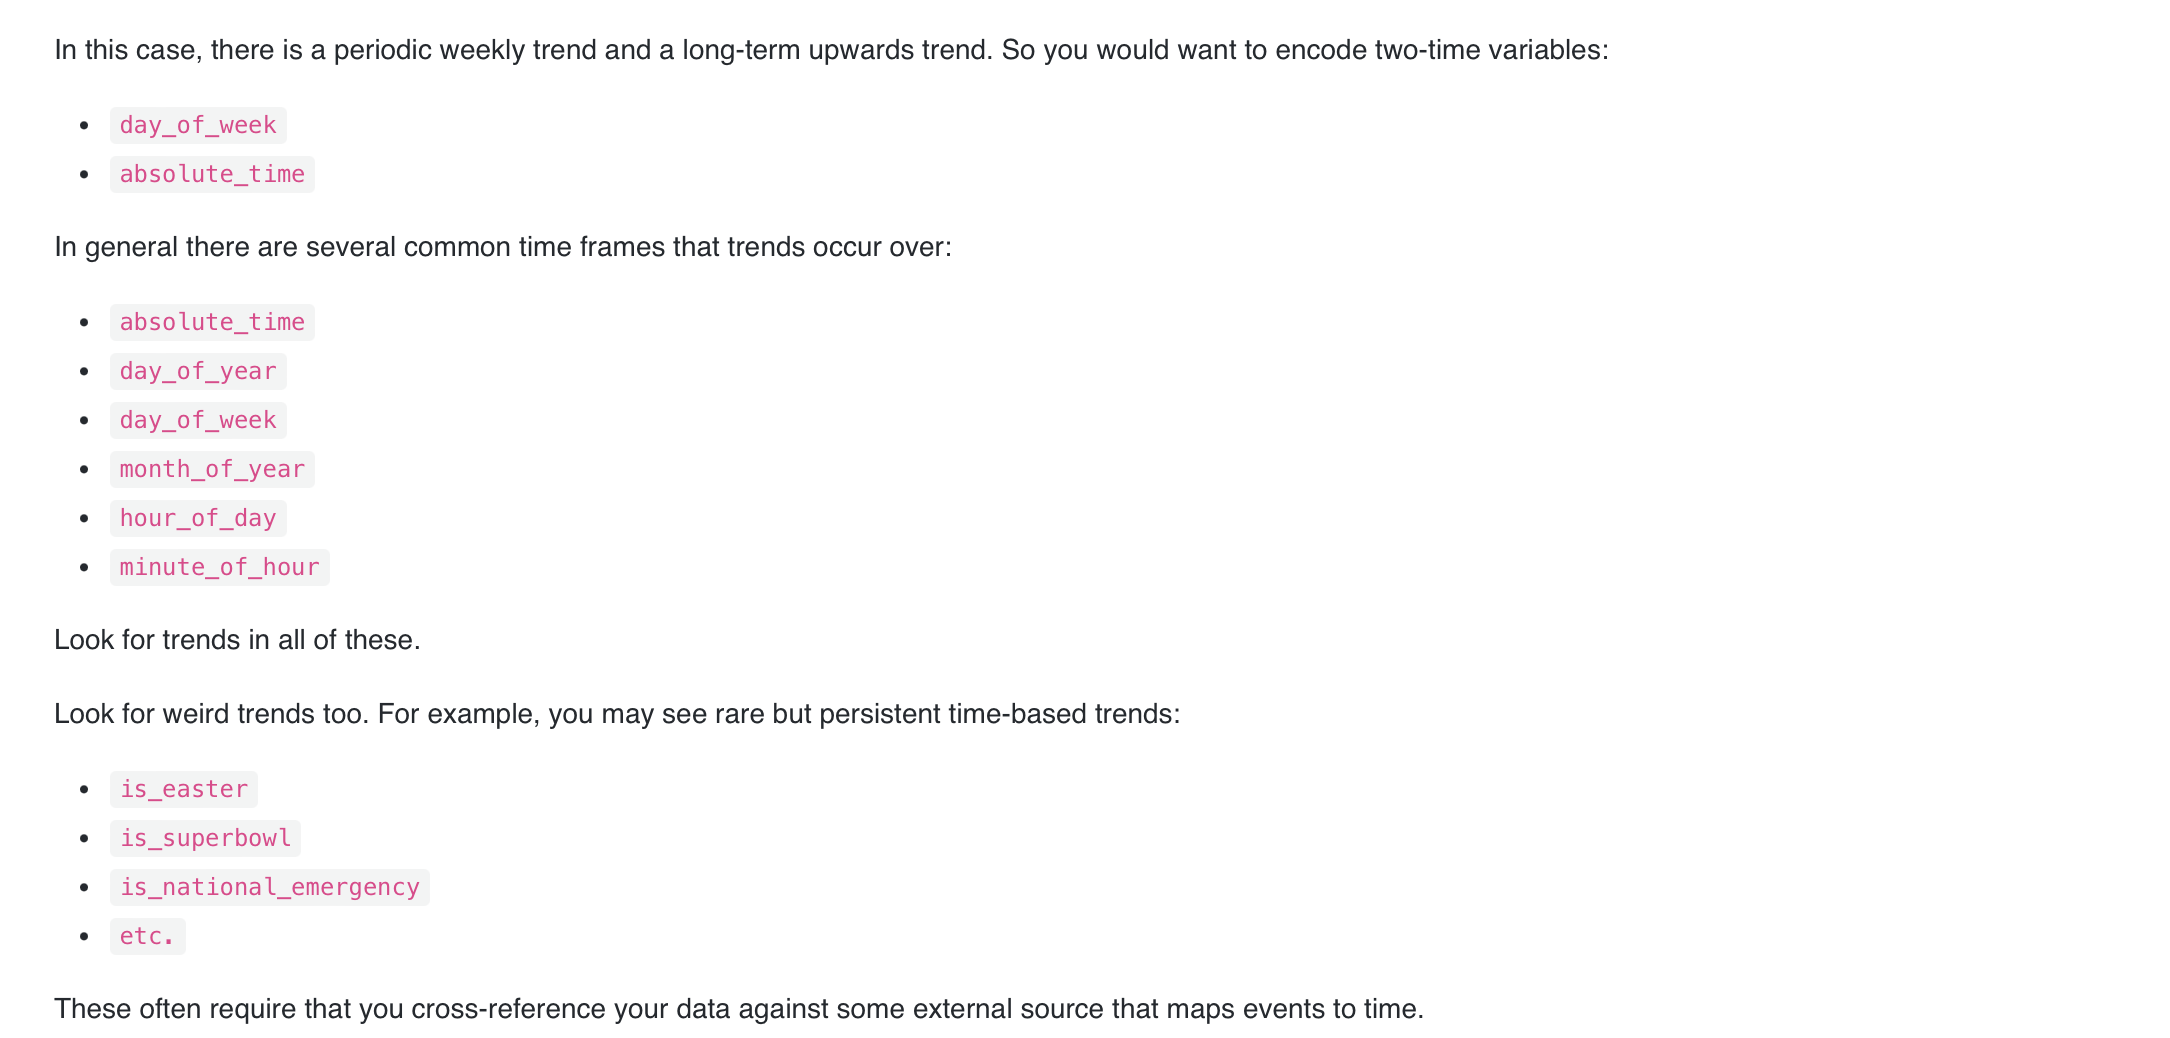 In this case, there is a periodic weekly trend and a long-term upwards trend. So you would want to encode two-time variables:
day_of_week
absolute_time
In general there are several common time frames that trends occur over:
absolute_time
day_of_year
day_of_week
month_of_year
hour_of_day
minute_of_hour
Look for trends in all of these.
Look for weird trends too. For example, you may see rare but persistent time-based trends:
is_easter
is_superbowl
is_national_emergency
etc.
These often require that you cross-reference your data against some external source that maps events to time.